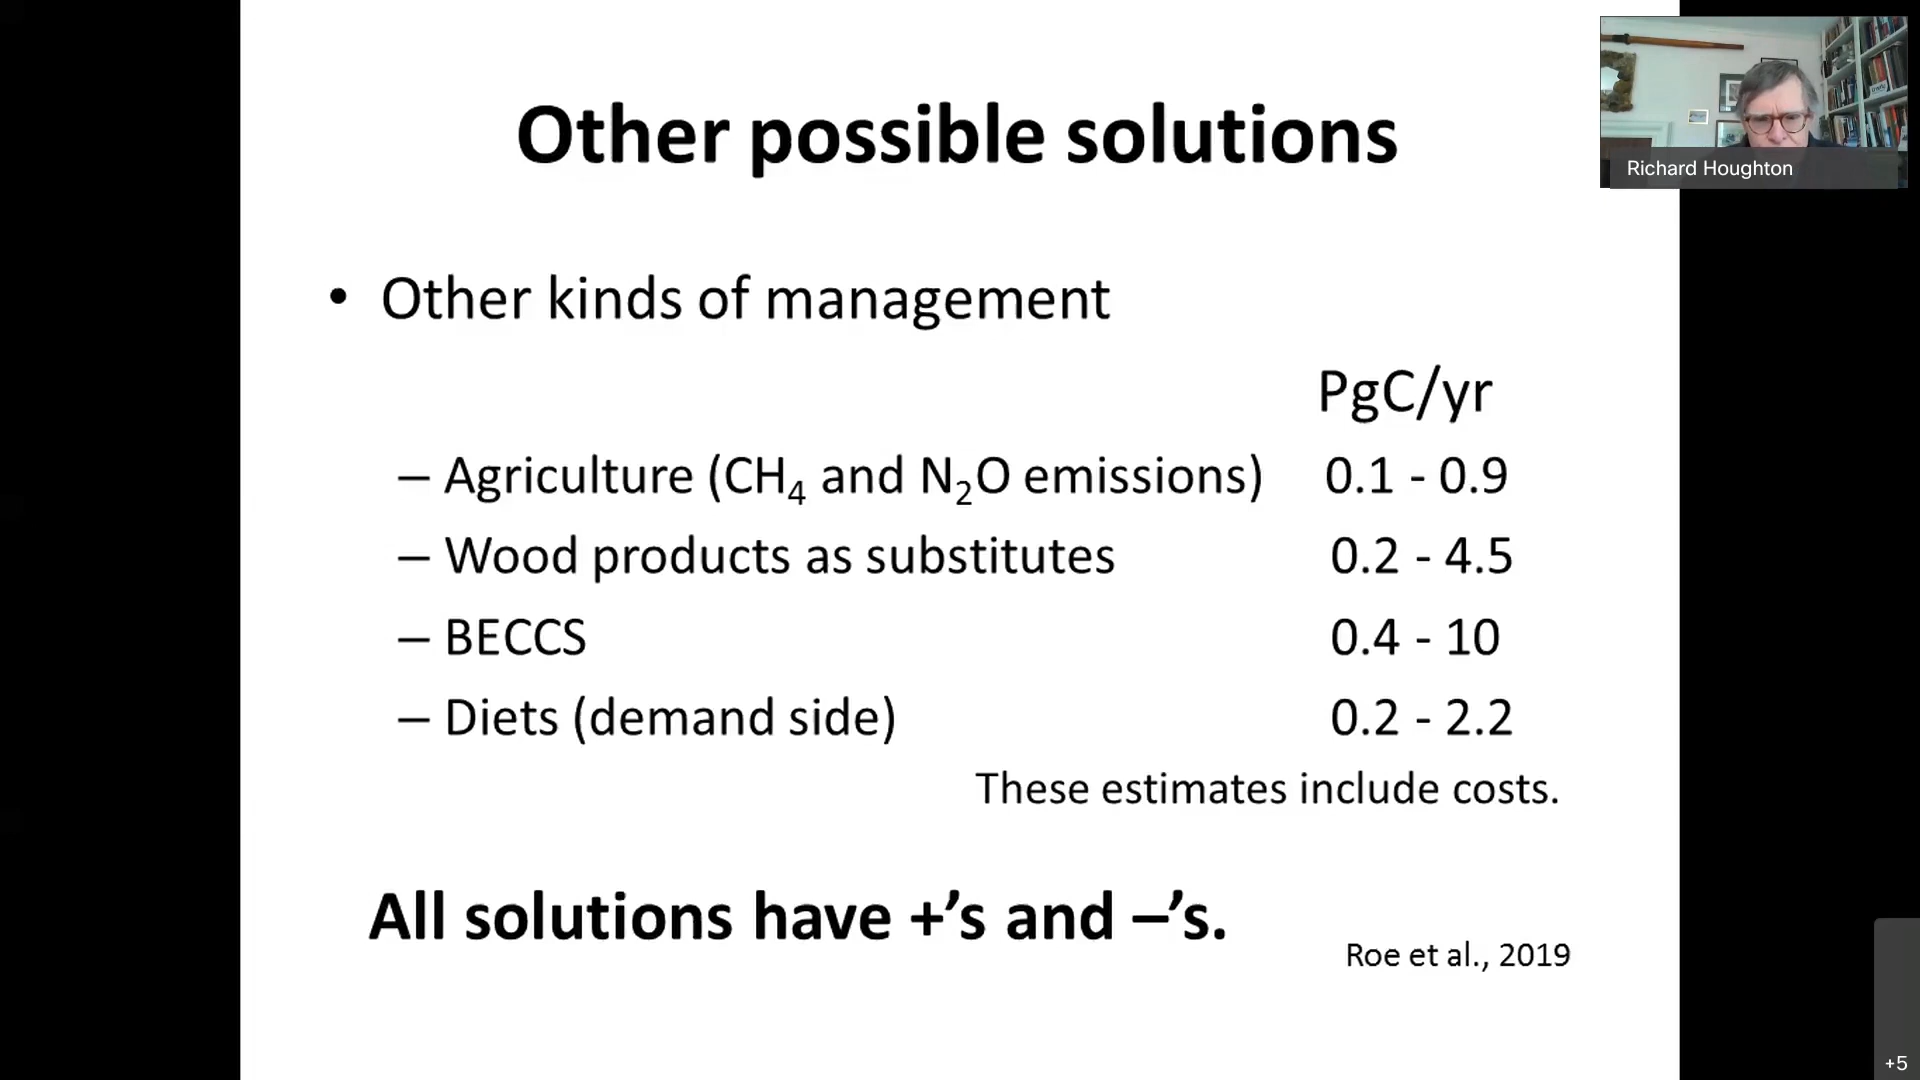 Other possible solutions
Richard Houghton
• Other kinds of management
PgC/yr
– Agriculture (CH₄ and N₂O emissions) 0.1 - 0.9
– Wood products as substitutes 0.2 - 4.5
– BECCS 0.4 - 10
– Diets (demand side) 0.2 - 2.2
These estimates include costs.
All solutions have +’s and –’s.
Roe et al., 2019
+5